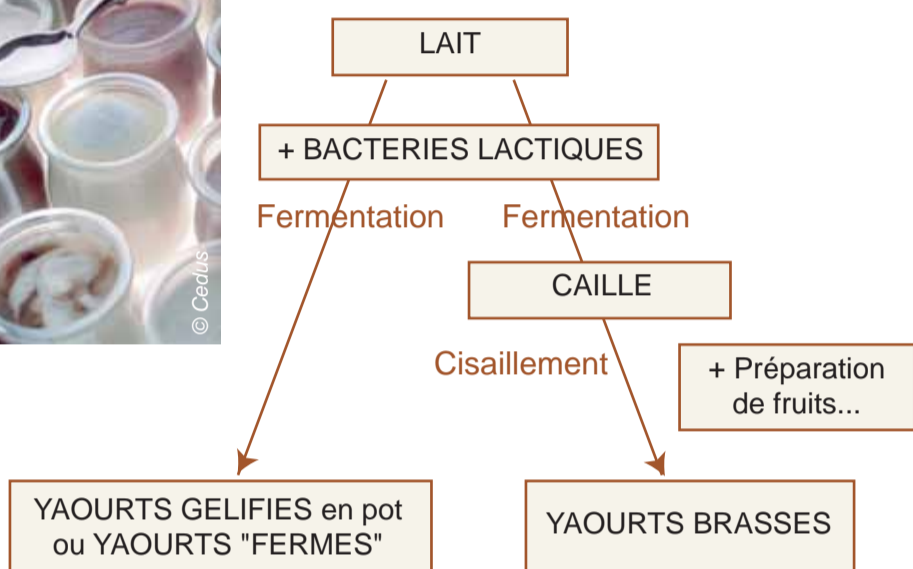 LAIT
+ BACTERIES LACTIQUES
Fermentation
Fermentation
CAILLE
Cisaillement
+ Préparation
de fruits...
YAOURTS GELIFIES en pot
ou YAOURTS "FERMES"
YAOURTS BRASSES
© Cedus